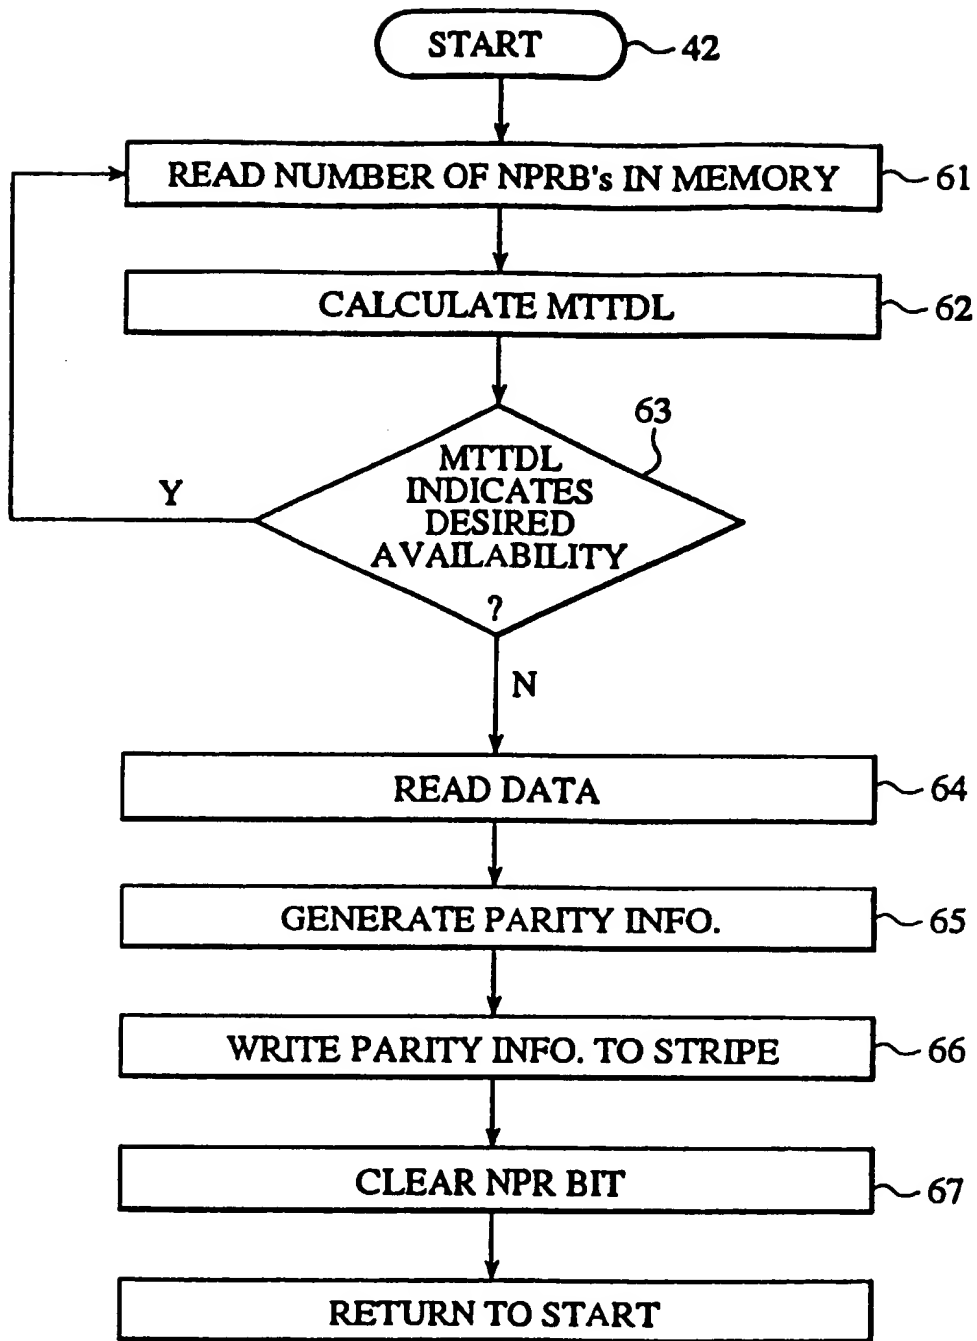 START
42
READ NUMBER OF NPRB's IN MEMORY
61
CALCULATE MTTDL
62
63
MTTDL
INDICATES
DESIRED
AVAILABILITY
?
Y
N
READ DATA
64
GENERATE PARITY INFO.
65
WRITE PARITY INFO. TO STRIPE
66
CLEAR NPR BIT
67
RETURN TO START